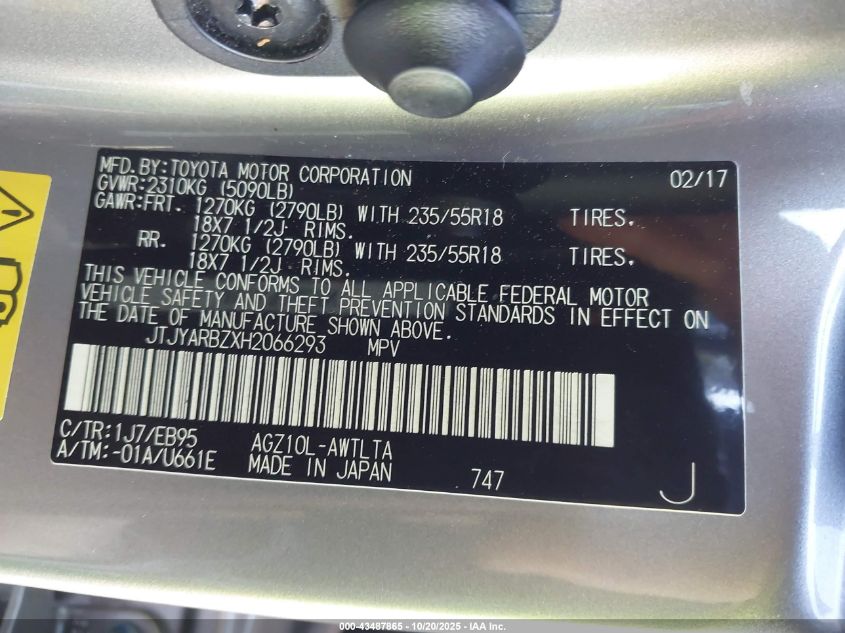 MFD.BY:TOYOTA MOTOR CORPORATION 02/17
GVWR:2310KG (5090LB)
GAWR:FRT. 1270KG (2790LB) WITH 235/55R18 TIRES,
18X7 1/2J RIMS.
RR. 1270KG (2790LB) WITH 235/55R18 TIRES,
18X7 1/2J RIMS.
THIS VEHICLE CONFORMS TO ALL APPLICABLE FEDERAL MOTOR
VEHICLE SAFETY AND THEFT PREVENTION STANDARDS IN EFFECT ON
THE DATE OF MANUFACTURE SHOWN ABOVE.
JTJYARBZXH2066293 MPV
C/TR:1J7/EB95 AGZ10L-AWTLTA
A/TM:-01A/U661E MADE IN JAPAN 747 J
000-43487865 - 10/20/2025 - IAA Inc.